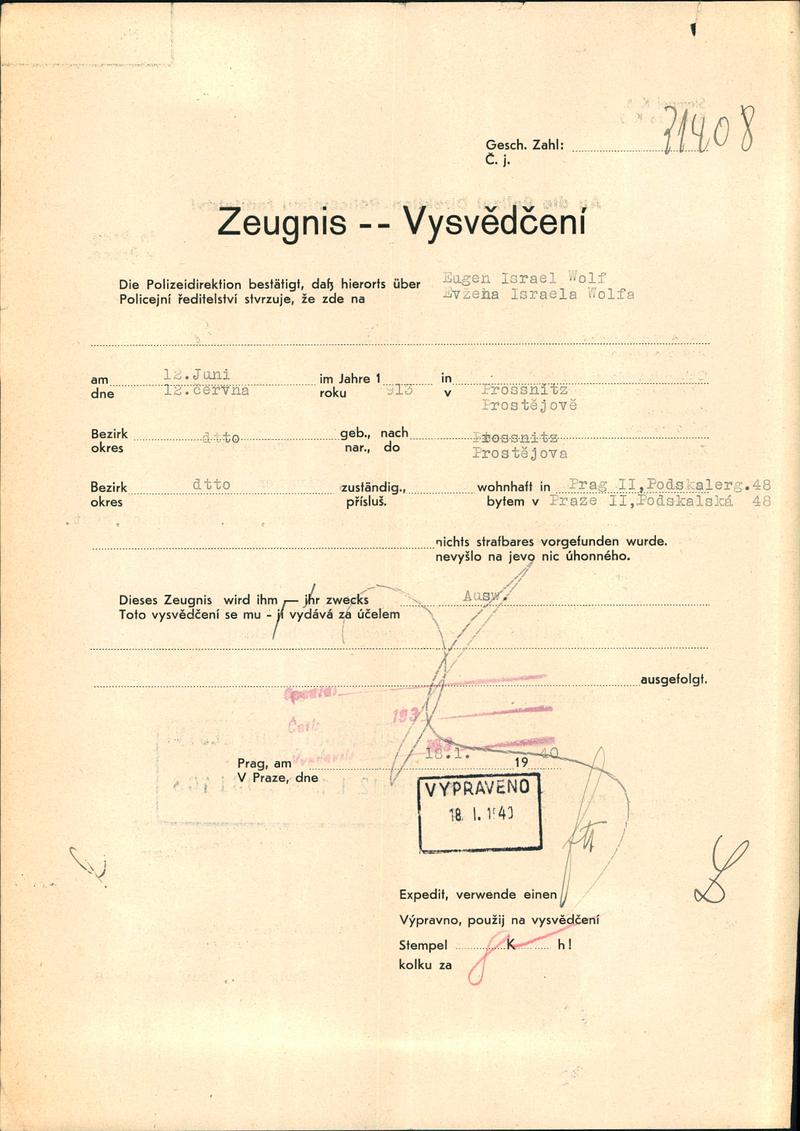 Gesch. Zahl: 31408
Č. j.
Zeugnis -- Vysvědčení
Die Polizeidirektion bestätigt, daß hierorts über Eugen Israel Wolf
Policejní ředitelství stvrzuje, že zde na Evžena Israela Wolfa
am 12.Juni im Jahre 1913 in Prossnitz
dne 12.června roku v Prostějově
Bezirk dtto geb., nach Prossnitz
okres nar., do Prostějova
Bezirk dtto zuständig., wohnhaft in Prag II,Podskalerg.48
okres přísluš. bytem v Praze II,Podskalská 48
nichts strafbares vorgefunden wurde.
nevyšlo na jevo nic úhonného.
Dieses Zeugnis wird ihm — ihr zwecks Ausw.
Toto vysvědčení se mu - jí vydává za účelem
ausgefolgt.
193
Prag, am 18.1. 19 40
V Praze, dne
VYPRAVENO
18. I. 1940
Expedit, verwende einen
Výpravno, použij na vysvědčení
Stempel K h!
kolku za